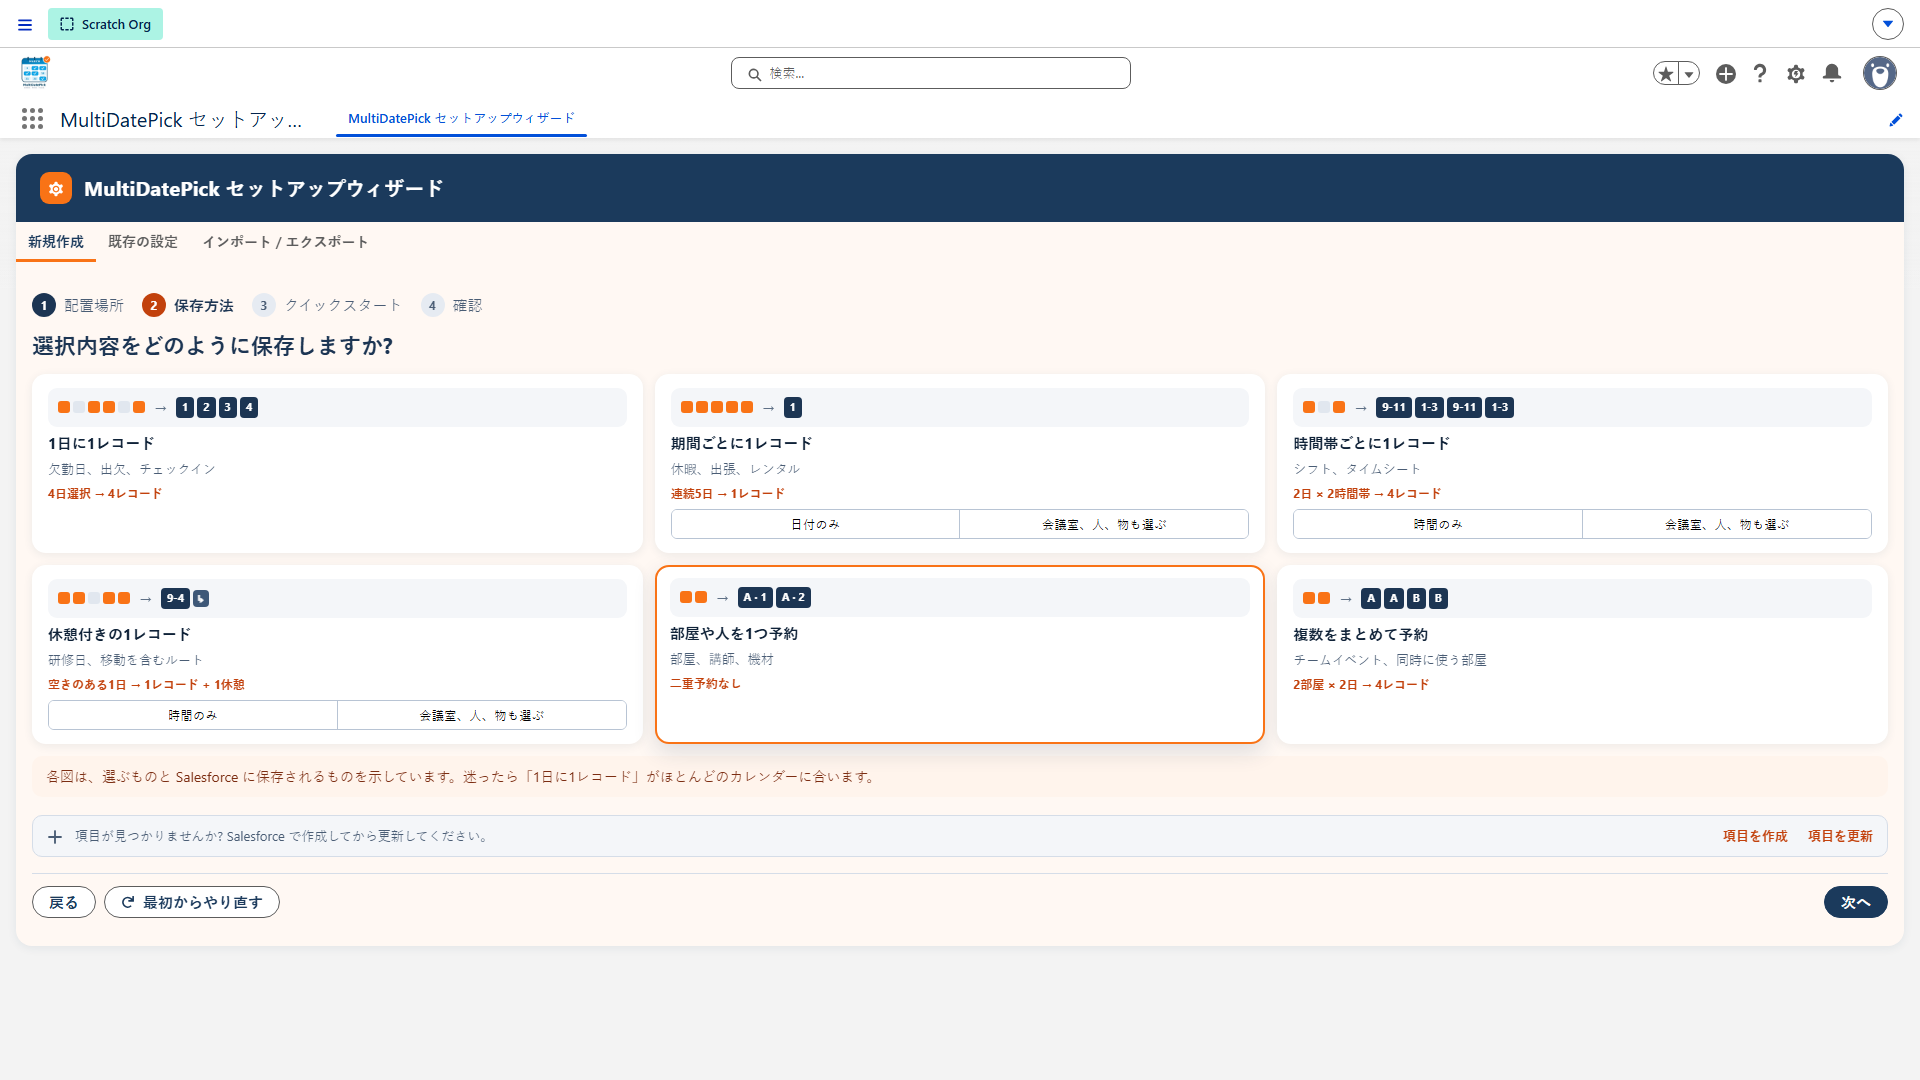 Scratch Org
検索...
MultiDatePick セットアッ...
MultiDatePick セットアップウィザード
MultiDatePick セットアップウィザード
新規作成
既存の設定
インポート / エクスポート
1 配置場所
2 保存方法
3 クイックスタート
4 確認
選択内容をどのように保存しますか?
→ 1 2 3 4
1日に1レコード
欠勤日、出欠、チェックイン
4日選択 → 4レコード
→ 1
期間ごとに1レコード
休暇、出張、レンタル
連続5日 → 1レコード
日付のみ
会議室、人、物も選ぶ
→ 9-11 1-3 9-11 1-3
時間帯ごとに1レコード
シフト、タイムシート
2日 × 2時間帯 → 4レコード
時間のみ
会議室、人、物も選ぶ
→ 9-4
休憩付きの1レコード
研修日、移動を含むルート
空きのある1日 → 1レコード + 1休憩
時間のみ
会議室、人、物も選ぶ
→ A·1 A·2
部屋や人を1つ予約
部屋、講師、機材
二重予約なし
→ A A B B
複数をまとめて予約
チームイベント、同時に使う部屋
2部屋 × 2日 → 4レコード
各図は、選ぶものと Salesforce に保存されるものを示しています。迷ったら「1日に1レコード」がほとんどのカレンダーに合います。
項目が見つかりませんか? Salesforce で作成してから更新してください。
項目を作成
項目を更新
戻る
最初からやり直す
次へ